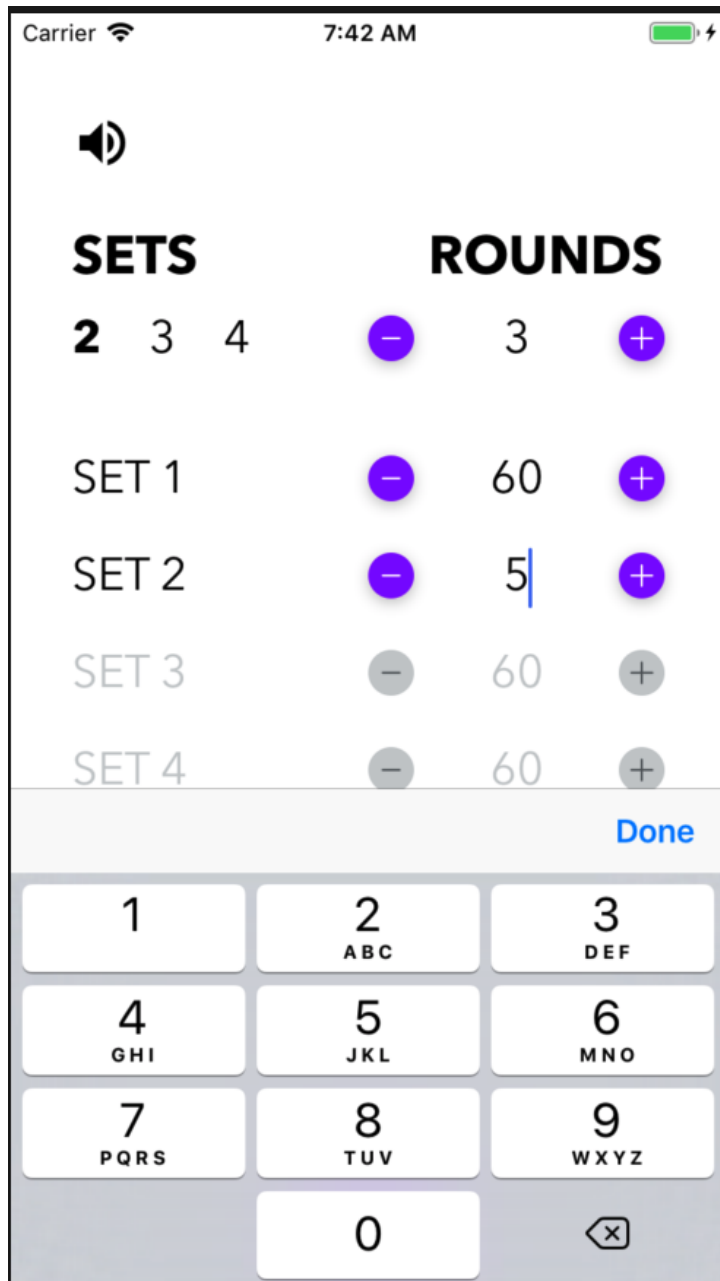 Carrier 7:42 AM
SETS ROUNDS
2 3 4 − 3 +
SET 1 − 60 +
SET 2 − 5 +
SET 3 − 60 +
SET 4 − 60 +
Done
1 2 3
ABC DEF
4 5 6
GHI JKL MNO
7 8 9
PQRS TUV WXYZ
0